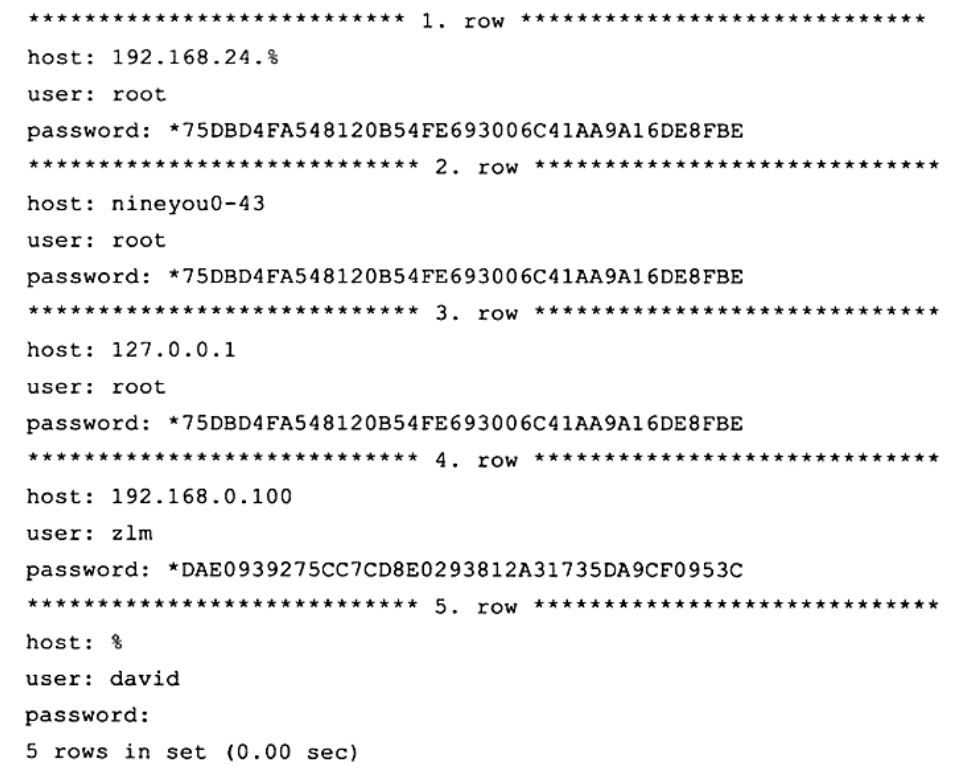 *************************** 1. row *****************************
host: 192.168.24.%
user: root
password: *75DBD4FA548120B54FE693006C41AA9A16DE8FBE
**************************** 2. row *****************************
host: nineyou0-43
user: root
password: *75DBD4FA548120B54FE693006C41AA9A16DE8FBE
**************************** 3. row *****************************
host: 127.0.0.1
user: root
password: *75DBD4FA548120B54FE693006C41AA9A16DE8FBE
**************************** 4. row *****************************
host: 192.168.0.100
user: zlm
password: *DAE0939275CC7CD8E0293812A31735DA9CF0953C
**************************** 5. row *****************************
host: %
user: david
password:
5 rows in set (0.00 sec)